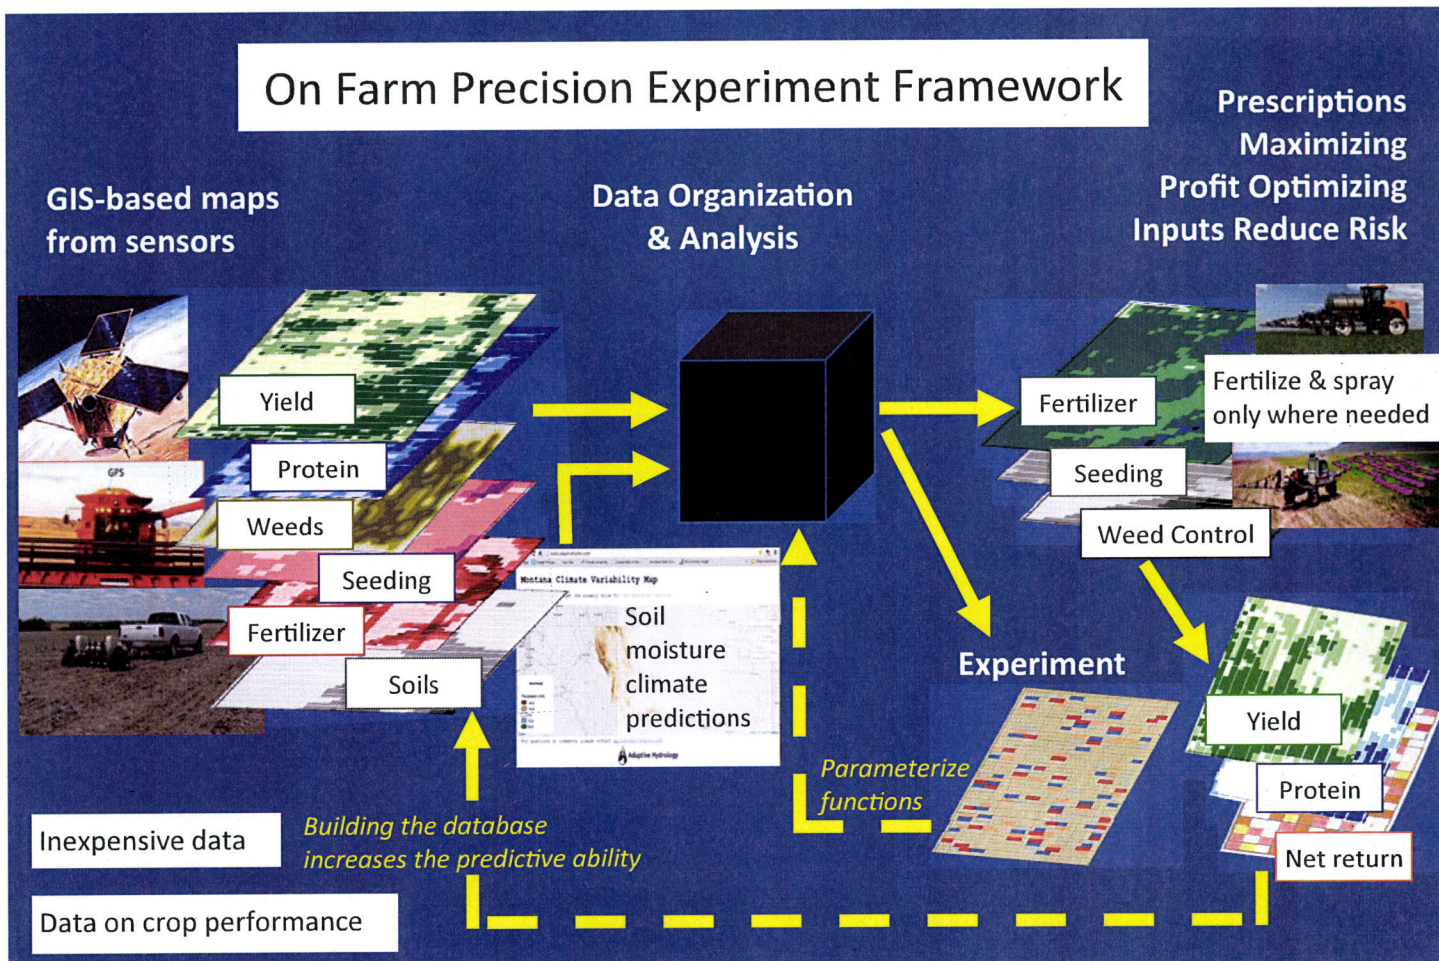 On Farm Precision Experiment Framework
Prescriptions
Maximizing
Profit Optimizing
Inputs Reduce Risk
GIS-based maps
from sensors
Data Organization
& Analysis
Yield
Protein
Weeds
Seeding
Fertilizer
Soils
GPS
Montana Climate Variability Map
Soil
moisture
climate
predictions
Adaptive Hydrology
Fertilizer
Seeding
Weed Control
Fertilize & spray
only where needed
Experiment
Parameterize
functions
Yield
Protein
Net return
Inexpensive data
Building the database
increases the predictive ability
Data on crop performance